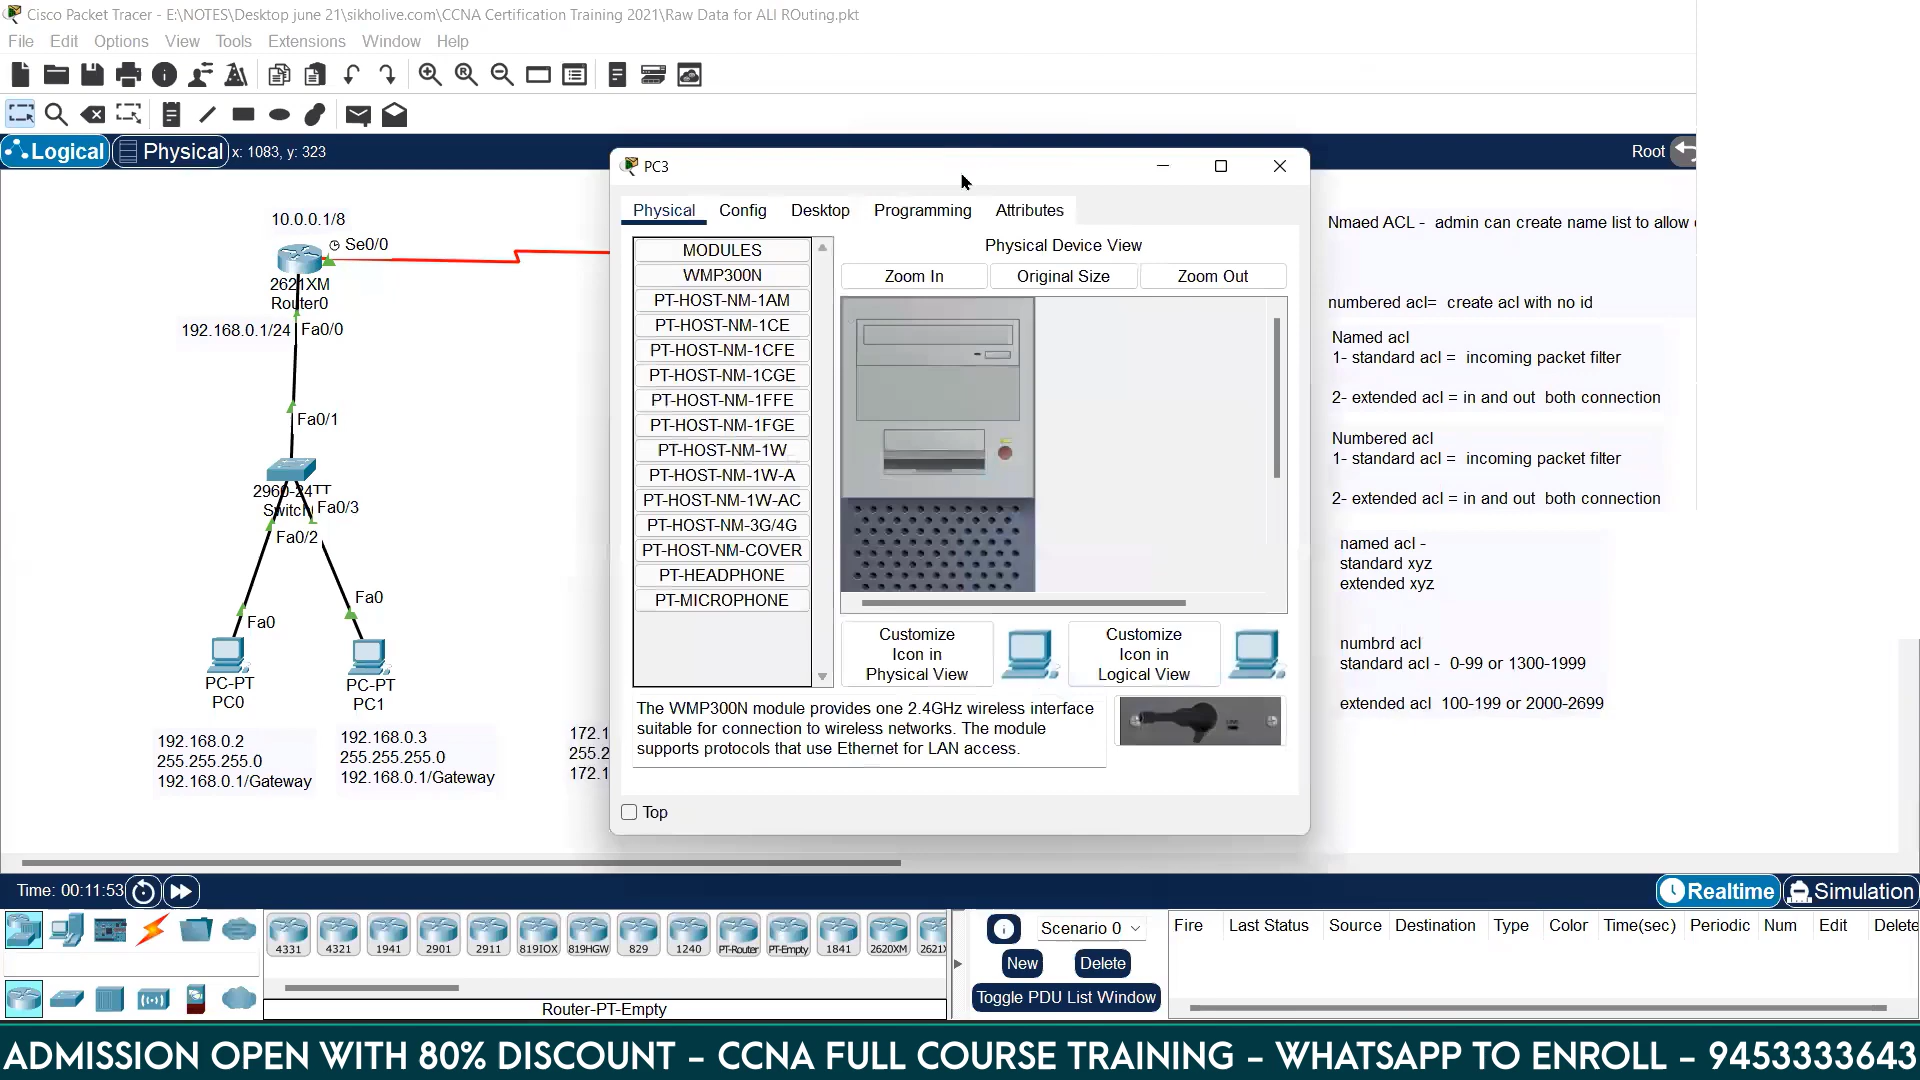 Cisco Packet Tracer - E:\NOTES\Desktop june 21\sikholive.com\CCNA Certification Training 2021\Raw Data for ALI ROuting.pkt
File Edit Options View Tools Extensions Window Help
Logical Physical x: 1083, y: 323
Root
10.0.0.1/8
Se0/0
2621XM
Router0
192.168.0.1/24 Fa0/0
Fa0/1
2960-24TT
Switch
Fa0/3
Fa0/2
Fa0
Fa0
PC-PT
PC0
PC-PT
PC1
192.168.0.2
255.255.255.0
192.168.0.1/Gateway
192.168.0.3
255.255.255.0
192.168.0.1/Gateway
172.1
255.2
172.1
PC3
Physical Config Desktop Programming Attributes
MODULES
WMP300N
PT-HOST-NM-1AM
PT-HOST-NM-1CE
PT-HOST-NM-1CFE
PT-HOST-NM-1CGE
PT-HOST-NM-1FFE
PT-HOST-NM-1FGE
PT-HOST-NM-1W
PT-HOST-NM-1W-A
PT-HOST-NM-1W-AC
PT-HOST-NM-3G/4G
PT-HOST-NM-COVER
PT-HEADPHONE
PT-MICROPHONE
Physical Device View
Zoom In Original Size Zoom Out
Customize
Icon in
Physical View
Customize
Icon in
Logical View
The WMP300N module provides one 2.4GHz wireless interface
suitable for connection to wireless networks. The module
supports protocols that use Ethernet for LAN access.
Top
Nmaed ACL - admin can create name list to allow
numbered acl= create acl with no id
Named acl
1- standard acl = incoming packet filter
2- extended acl = in and out both connection
Numbered acl
1- standard acl = incoming packet filter
2- extended acl = in and out both connection
named acl -
standard xyz
extended xyz
numbrd acl
standard acl - 0-99 or 1300-1999
extended acl 100-199 or 2000-2699
Time: 00:11:53
Realtime Simulation
4331 4321 1941 2901 2911 819IOX 819HGW 829 1240 PT-Router PT-Empty 1841 2620XM 2621
Router-PT-Empty
Scenario 0
New Delete
Toggle PDU List Window
Fire Last Status Source Destination Type Color Time(sec) Periodic Num Edit Delete
ADMISSION OPEN WITH 80% DISCOUNT – CCNA FULL COURSE TRAINING – WHATSAPP TO ENROLL – 9453333643